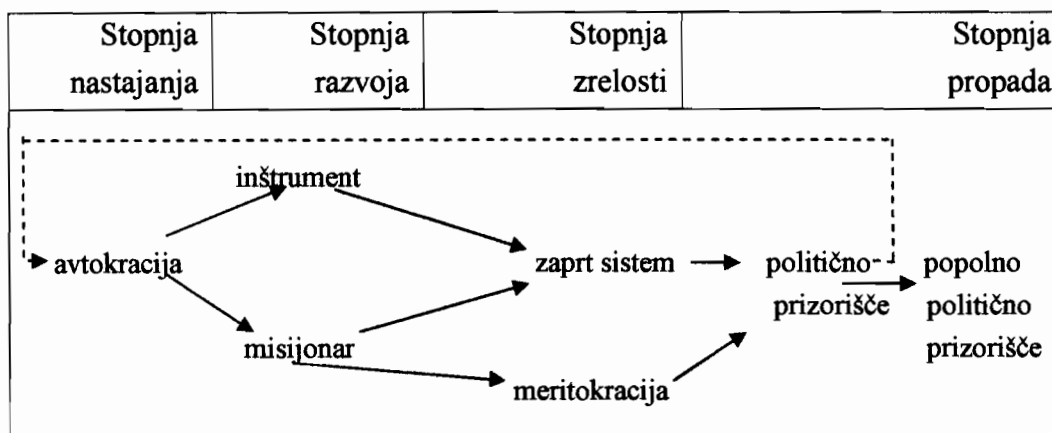 Stopnja nastajanja
Stopnja razvoja
Stopnja zrelosti
Stopnja propada
inštrument
avtokracija
zaprt sistem
politično prizorišče
popolno politično prizorišče
misijonar
meritokracija